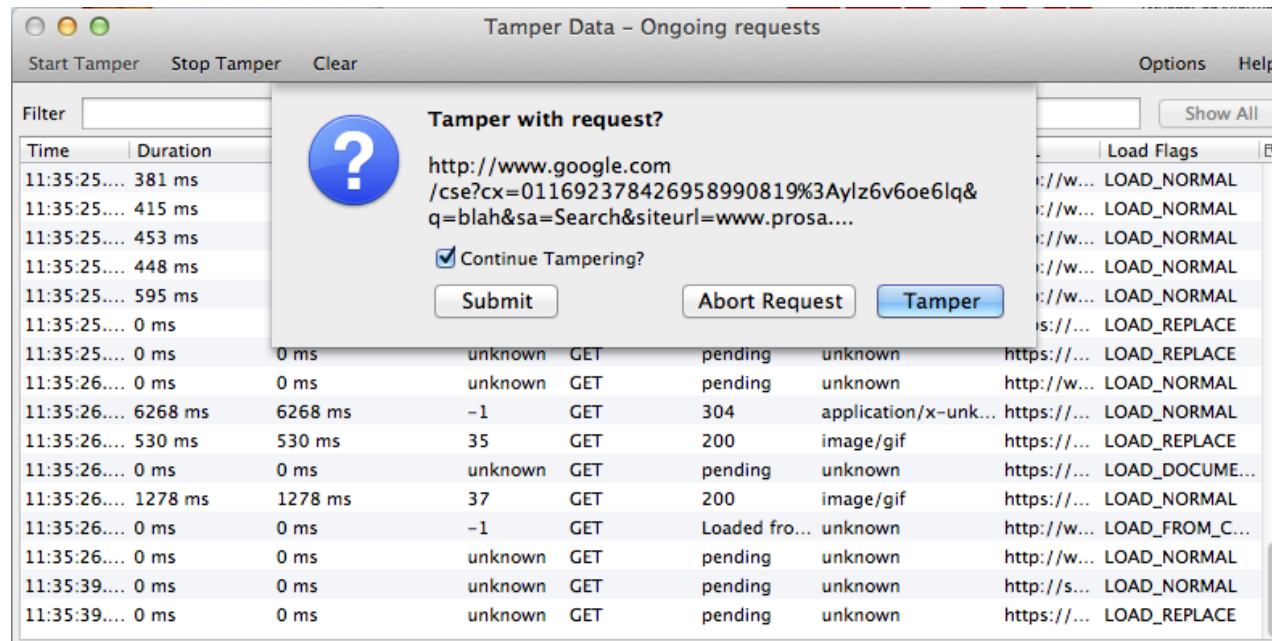 Tamper Data – Ongoing requests
Start Tamper Stop Tamper Clear Options Help
Filter Show All
Tamper with request?
http://www.google.com
/cse?cx=011692378426958990819%3Aylz6v6oe6lq&
q=blah&sa=Search&siteurl=www.prosa....
Continue Tampering?
Submit Abort Request Tamper
Time Duration Load Flags
11:35:25.... 381 ms ://w... LOAD_NORMAL
11:35:25.... 415 ms ://w... LOAD_NORMAL
11:35:25.... 453 ms ://w... LOAD_NORMAL
11:35:25.... 448 ms ://w... LOAD_NORMAL
11:35:25.... 595 ms ://w... LOAD_NORMAL
11:35:25.... 0 ms s://... LOAD_REPLACE
11:35:25.... 0 ms 0 ms unknown GET pending unknown https://... LOAD_REPLACE
11:35:26.... 0 ms 0 ms unknown GET pending unknown http://w... LOAD_NORMAL
11:35:26.... 6268 ms 6268 ms -1 GET 304 application/x-unk... https://... LOAD_NORMAL
11:35:26.... 530 ms 530 ms 35 GET 200 image/gif https://... LOAD_REPLACE
11:35:26.... 0 ms 0 ms unknown GET pending unknown https://... LOAD_DOCUME...
11:35:26.... 1278 ms 1278 ms 37 GET 200 image/gif https://... LOAD_NORMAL
11:35:26.... 0 ms 0 ms -1 GET Loaded fro... unknown http://w... LOAD_FROM_C...
11:35:26.... 0 ms 0 ms unknown GET pending unknown http://w... LOAD_NORMAL
11:35:39.... 0 ms 0 ms unknown GET pending unknown http://s... LOAD_NORMAL
11:35:39.... 0 ms 0 ms unknown GET pending unknown https://... LOAD_REPLACE